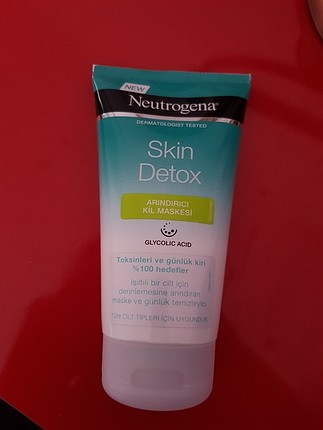 NEW
Neutrogena®
DERMATOLOGIST TESTED
Skin
Detox
ARINDIRICI
KİL MASKESİ
GLYCOLIC ACID
Toksinleri ve günlük kiri
%100 hedefler
Işıltılı bir cilt için
derinlemesine arındıran
maske ve günlük temizleyici
TÜM CİLT TİPLERİ İÇİN UYGUNDUR